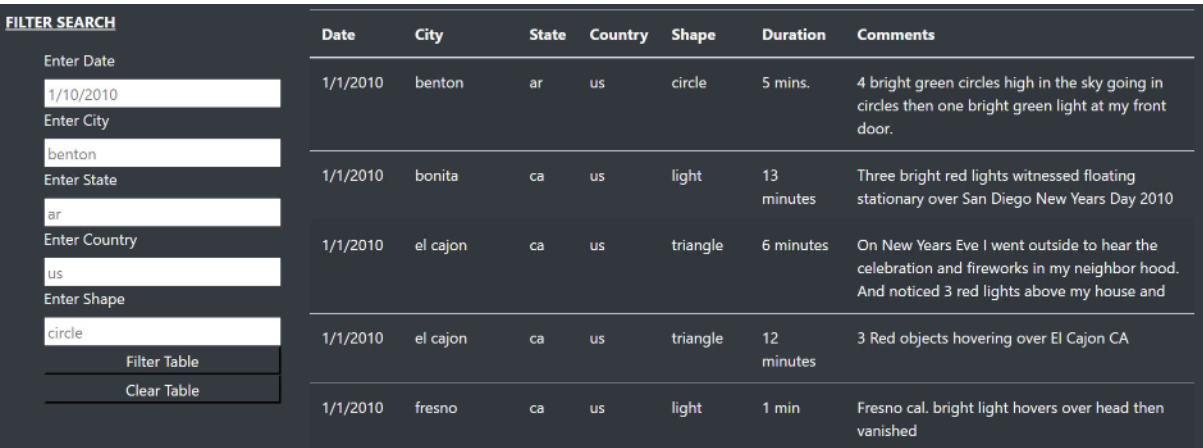 FILTER SEARCH
Enter Date
1/10/2010
Enter City
benton
Enter State
ar
Enter Country
us
Enter Shape
circle
Filter Table
Clear Table
Date City State Country Shape Duration Comments
1/1/2010 benton ar us circle 5 mins. 4 bright green circles high in the sky going in
circles then one bright green light at my front
door.
1/1/2010 bonita ca us light 13 Three bright red lights witnessed floating
minutes stationary over San Diego New Years Day 2010
1/1/2010 el cajon ca us triangle 6 minutes On New Years Eve I went outside to hear the
celebration and fireworks in my neighbor hood.
And noticed 3 red lights above my house and
1/1/2010 el cajon ca us triangle 12 3 Red objects hovering over El Cajon CA
minutes
1/1/2010 fresno ca us light 1 min Fresno cal. bright light hovers over head then
vanished